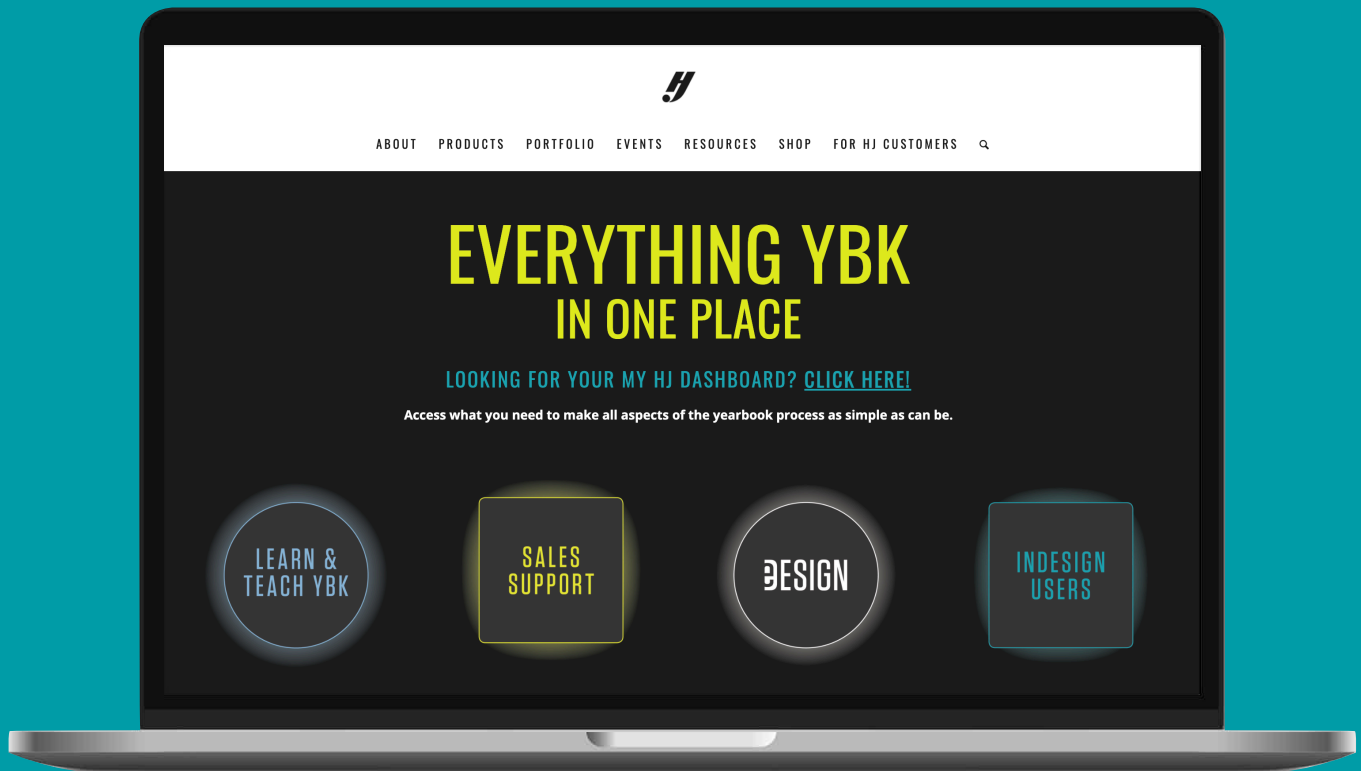 HJ
ABOUT PRODUCTS PORTFOLIO EVENTS RESOURCES SHOP FOR HJ CUSTOMERS
EVERYTHING YBK
IN ONE PLACE
LOOKING FOR YOUR MY HJ DASHBOARD? CLICK HERE!
Access what you need to make all aspects of the yearbook process as simple as can be.
LEARN &
TEACH YBK
SALES
SUPPORT
eDESIGN
INDESIGN
USERS